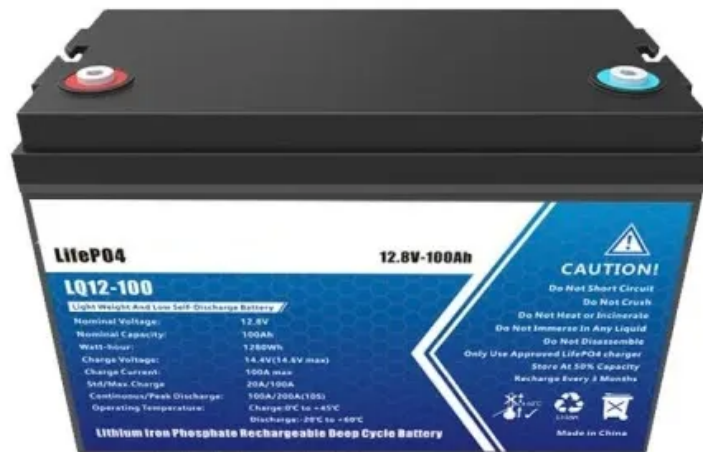 LifePO4
12.8V-100Ah
LQ12-100
Light Weight And Low Self-Discharge Battery
Nominal Voltage: 12.8V
Nominal Capacity: 100Ah
Watt-hour: 1280Wh
Charge Voltage: 14.4V(14.6V max)
Charge Current: 100A max
Std/Max.Charge 20A/100A
Continuous/Peak Discharge: 100A/200A(10S)
Operating Temperature: Charge:0℃ to +45℃
Discharge:-20℃ to +60℃
Lithium Iron Phosphate Rechargeable Deep Cycle Battery
CAUTION!
Do Not Short Circuit
Do Not Crush
Do Not Heat or Incinerate
Do Not Immerse In Any Liquid
Do Not Disassemble
Only Use Approved LifePO4 charger
Store At 50% Capacity
Recharge Every 3 Months
Made in China